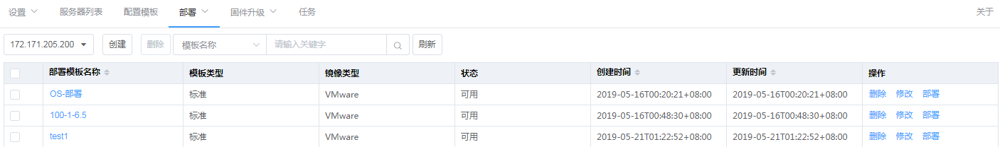 设置 服务器列表 配置模板 部署 固件升级 任务 关于
172.171.205.200 创建 删除 模板名称 请输入关键字 刷新
部署模板名称 模板类型 镜像类型 状态 创建时间 更新时间 操作
OS-部署 标准 VMware 可用 2019-05-16T00:20:21+08:00 2019-05-16T00:20:21+08:00 删除 修改 部署
100-1-6.5 标准 VMware 可用 2019-05-16T00:48:30+08:00 2019-05-16T00:48:30+08:00 删除 修改 部署
test1 标准 VMware 可用 2019-05-21T01:22:52+08:00 2019-05-21T01:22:52+08:00 删除 修改 部署